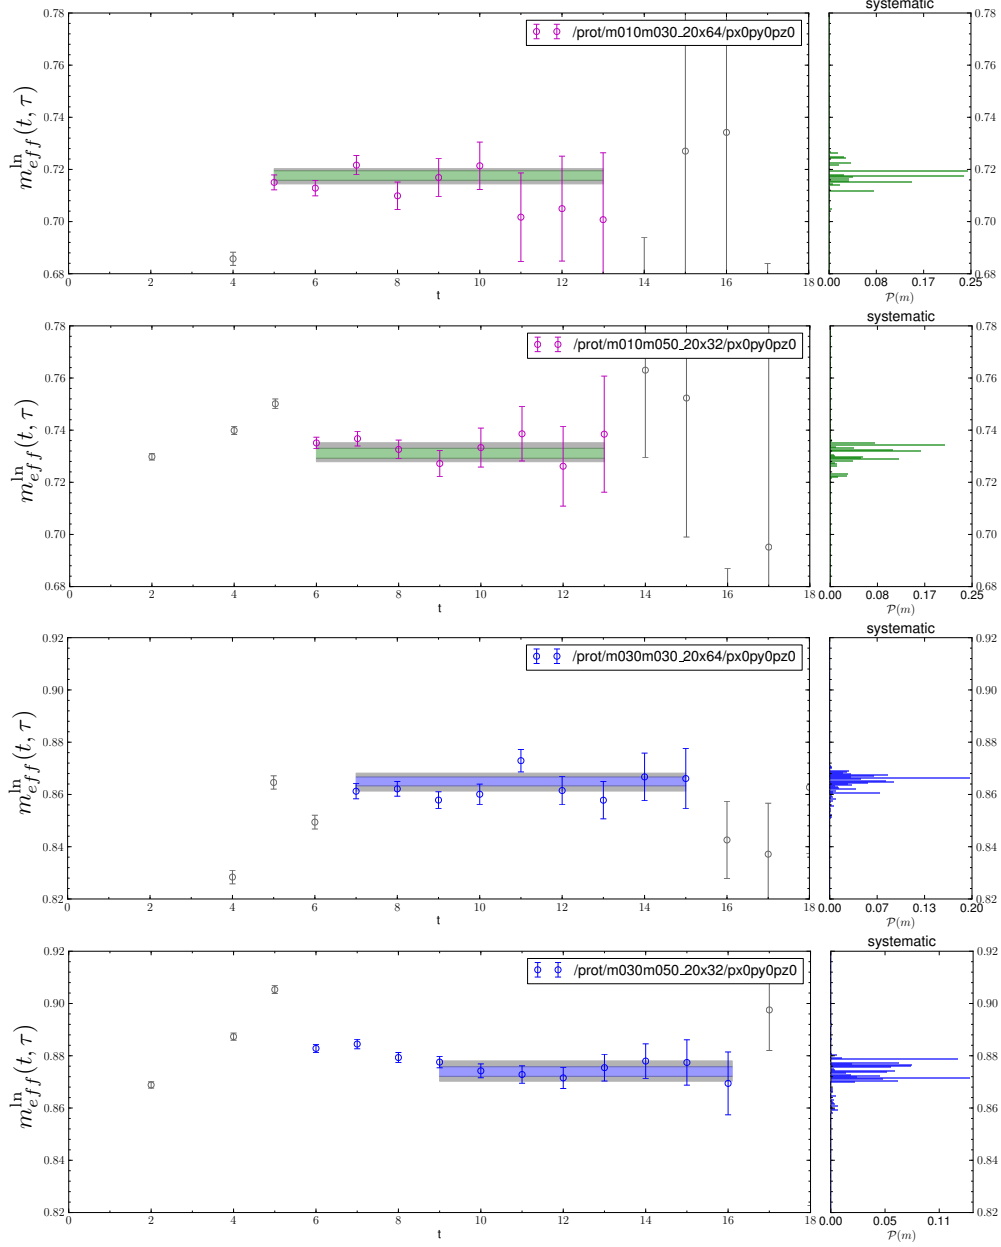 systematic
m_{eff}^{ln}(t, τ)
0.78
0.76
0.74
0.72
0.70
0.68
/prot/m010m030_20x64/px0py0pz0
0 2 4 6 8 10 12 14 16 18
t
0.78
0.76
0.74
0.72
0.70
0.68
0.00 0.08 0.17 0.25
P(m)
systematic
m_{eff}^{ln}(t, τ)
0.78
0.76
0.74
0.72
0.70
0.68
/prot/m010m050_20x32/px0py0pz0
0 2 4 6 8 10 12 14 16 18
t
0.78
0.76
0.74
0.72
0.70
0.68
0.00 0.08 0.17 0.25
P(m)
systematic
m_{eff}^{ln}(t, τ)
0.92
0.90
0.88
0.86
0.84
0.82
/prot/m030m030_20x64/px0py0pz0
0 2 4 6 8 10 12 14 16 18
t
0.92
0.90
0.88
0.86
0.84
0.82
0.00 0.07 0.13 0.20
P(m)
systematic
m_{eff}^{ln}(t, τ)
0.92
0.90
0.88
0.86
0.84
0.82
/prot/m030m050_20x32/px0py0pz0
0 2 4 6 8 10 12 14 16 18
t
0.92
0.90
0.88
0.86
0.84
0.82
0.00 0.05 0.11
P(m)